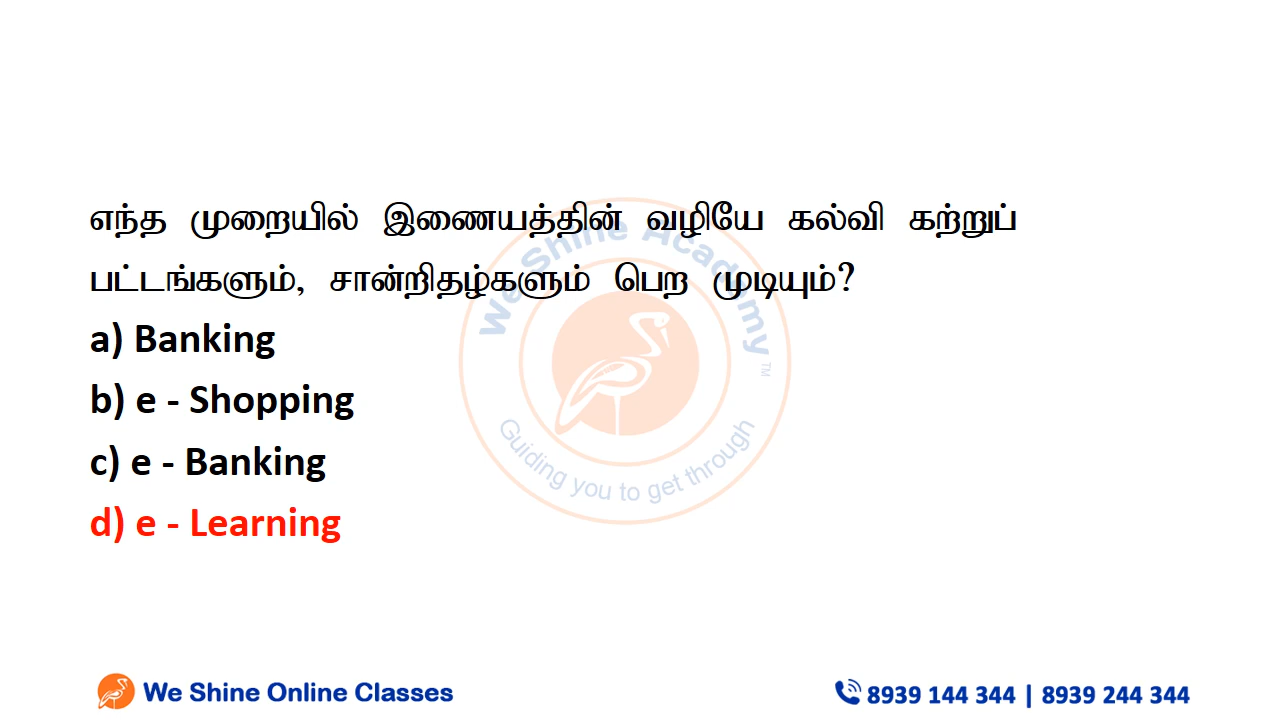 எந்த முறையில் இணையத்தின் வழியே கல்வி கற்றுப்
பட்டங்களும், சான்றிதழ்களும் பெற முடியும்?
a) Banking
b) e - Shopping
c) e - Banking
d) e - Learning
We Shine Academy
TM
Guiding you to get through
We Shine Online Classes
8939 144 344 | 8939 244 344